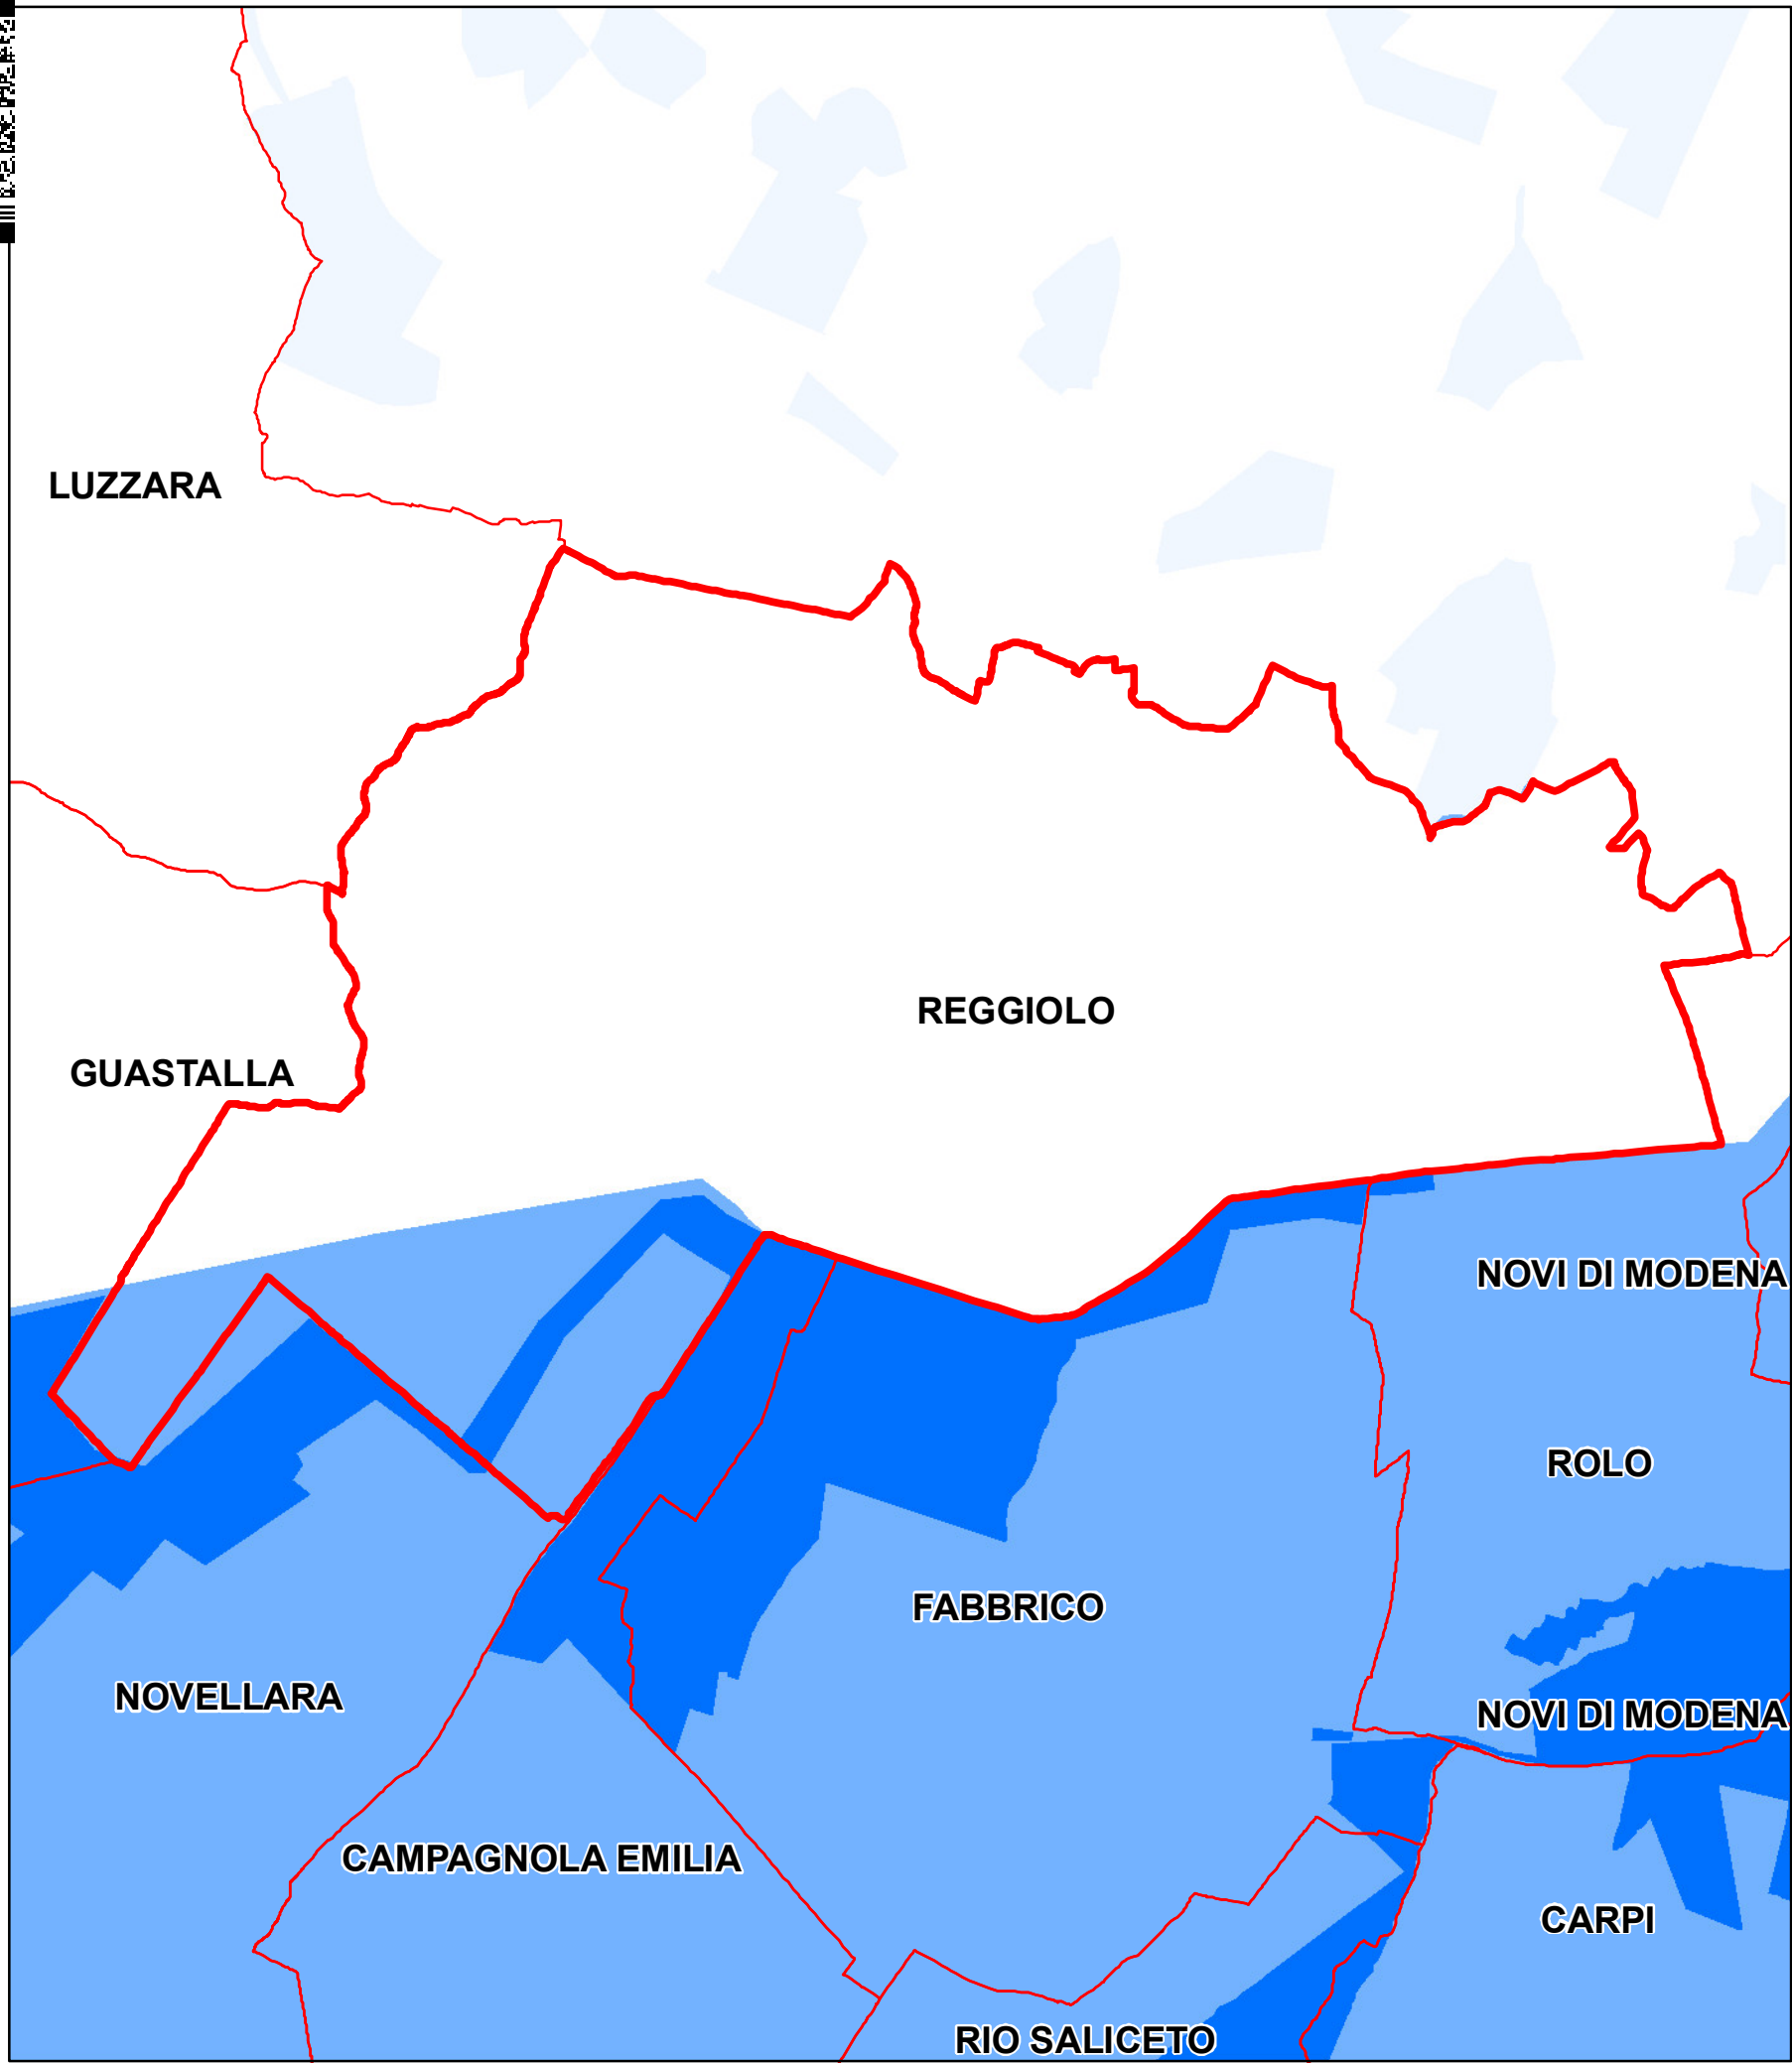 LUZZARA
REGGIOLO
GUASTALLA
NOVI DI MODENA
ROLO
FABBRICO
NOVELLARA
NOVI DI MODENA
CAMPAGNOLA EMILIA
CARPI
RIO SALICETO